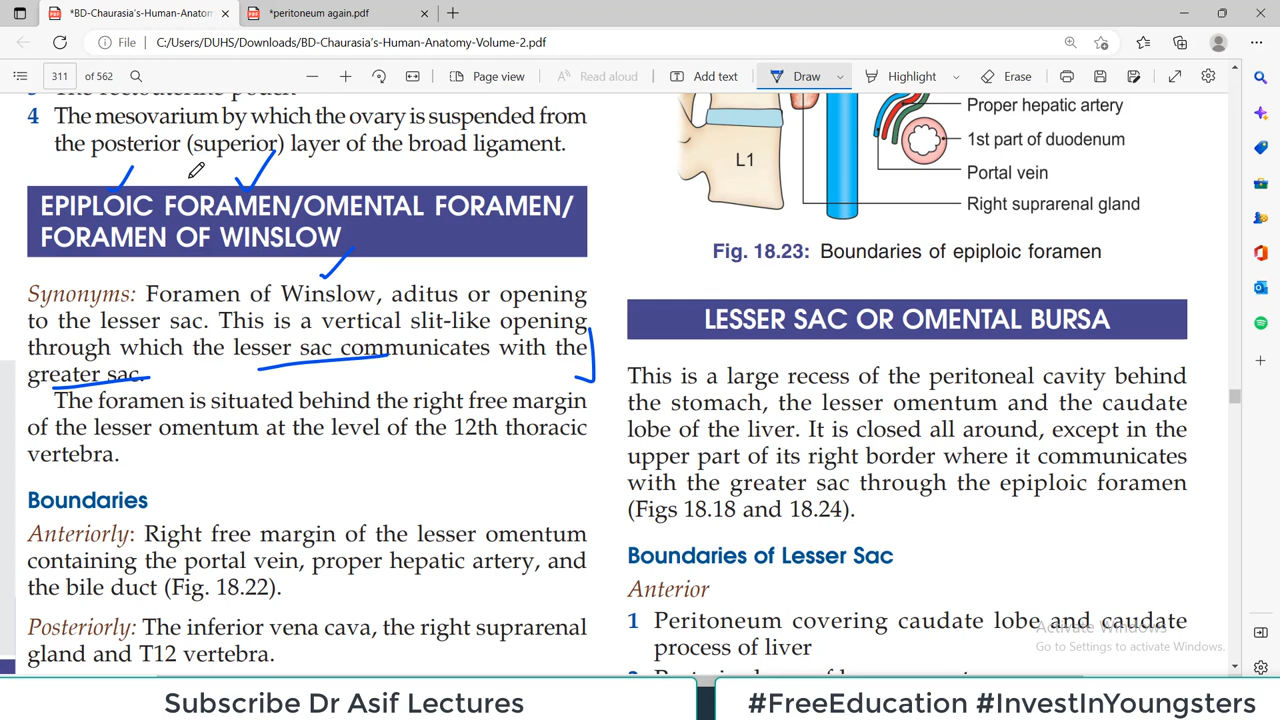 *BD-Chaurasia's-Human-Anatomy-
*peritoneum again.pdf
File
C:/Users/DUHS/Downloads/BD-Chaurasia's-Human-Anatomy-Volume-2.pdf
311 of 562
Page view
Read aloud
Add text
Draw
Highlight
Erase
4 The mesovarium by which the ovary is suspended from
the posterior (superior) layer of the broad ligament.
EPIPLOIC FORAMEN/OMENTAL FORAMEN/
FORAMEN OF WINSLOW
Synonyms: Foramen of Winslow, aditus or opening
to the lesser sac. This is a vertical slit-like opening
through which the lesser sac communicates with the
greater sac.
The foramen is situated behind the right free margin
of the lesser omentum at the level of the 12th thoracic
vertebra.
Boundaries
Anteriorly: Right free margin of the lesser omentum
containing the portal vein, proper hepatic artery, and
the bile duct (Fig. 18.22).
Posteriorly: The inferior vena cava, the right suprarenal
gland and T12 vertebra.
L1
Proper hepatic artery
1st part of duodenum
Portal vein
Right suprarenal gland
Fig. 18.23: Boundaries of epiploic foramen
LESSER SAC OR OMENTAL BURSA
This is a large recess of the peritoneal cavity behind
the stomach, the lesser omentum and the caudate
lobe of the liver. It is closed all around, except in the
upper part of its right border where it communicates
with the greater sac through the epiploic foramen
(Figs 18.18 and 18.24).
Boundaries of Lesser Sac
Anterior
1 Peritoneum covering caudate lobe and caudate
process of liver
Activate Windows
Go to Settings to activate Windows.
Subscribe Dr Asif Lectures
#FreeEducation #InvestInYoungsters